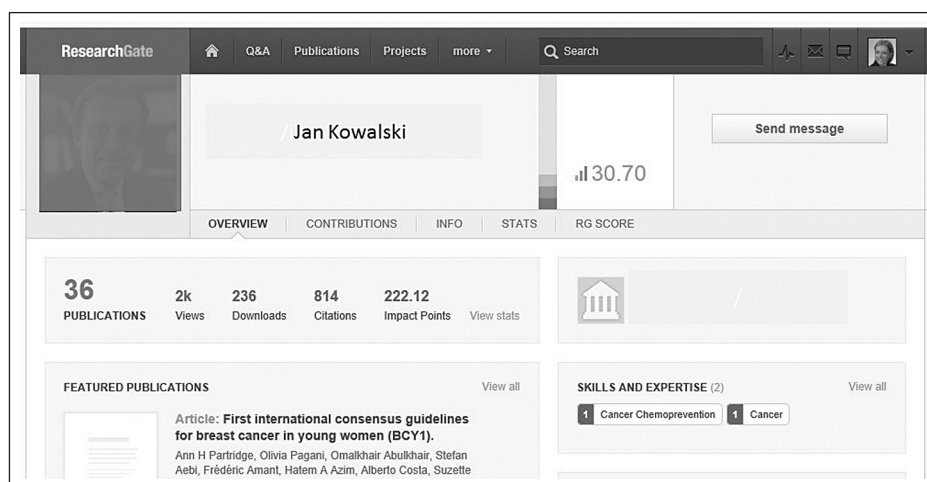 ResearchGate
Q&A
Publications
Projects
more
Search
Jan Kowalski
30.70
Send message
OVERVIEW
CONTRIBUTIONS
INFO
STATS
RG SCORE
36
PUBLICATIONS
2k
Views
236
Downloads
814
Citations
222.12
Impact Points
View stats
FEATURED PUBLICATIONS
View all
Article: First international consensus guidelines
for breast cancer in young women (BCY1).
Ann H Partridge, Olivia Pagani, Omalkhair Abulkhair, Stefan
Aebi, Frédéric Amant, Hatem A Azim, Alberto Costa, Suzette
SKILLS AND EXPERTISE (2)
View all
1 Cancer Chemoprevention
1 Cancer